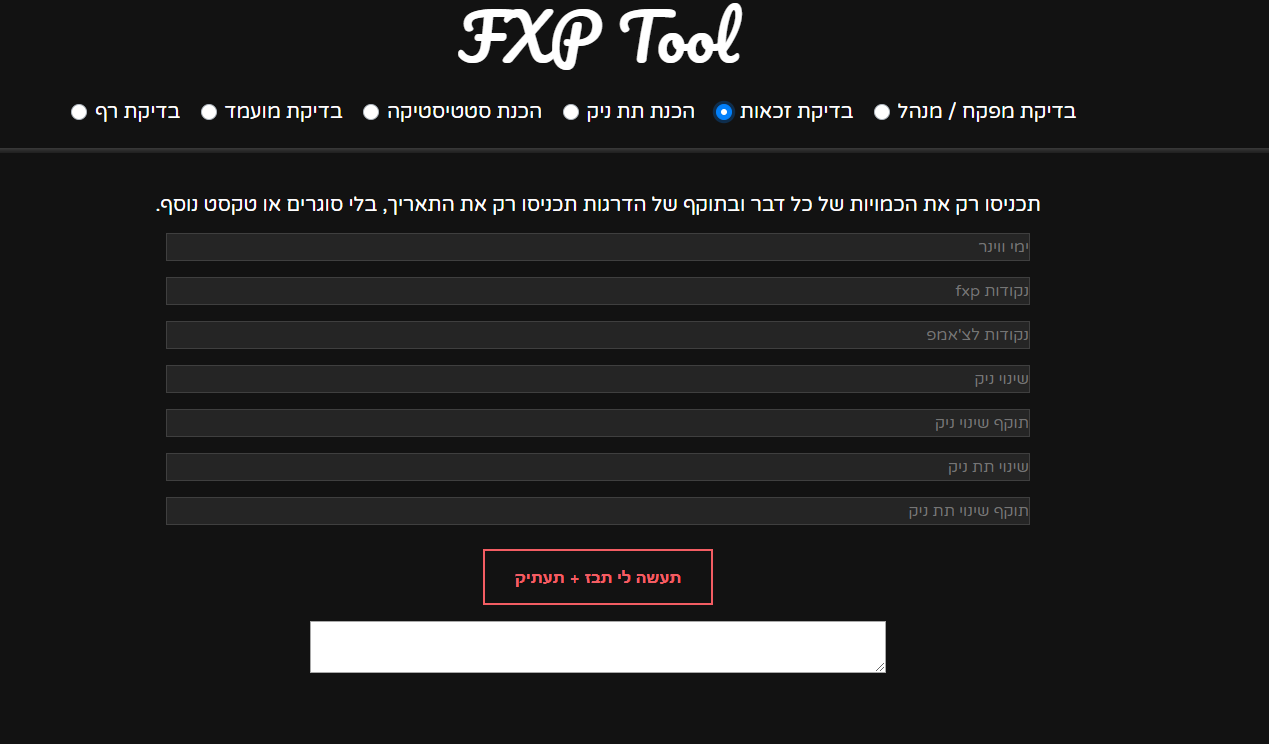 FXP Tool
בדיקת מפקח / מנהל בדיקת זכאות הכנת תת ניק הכנת סטטיסטיקה בדיקת מועמד בדיקת רף
תכניסו רק את הכמויות של כל דבר ובתוקף של הדרגות תכניסו רק את התאריך, בלי סוגרים או טקסט נוסף.
ימי ווינר
נקודות fxp
נקודות לצ'אמפ
שינוי ניק
תוקף שינוי ניק
שינוי תת ניק
תוקף שינוי תת ניק
תעשה לי תבז + תעתיק